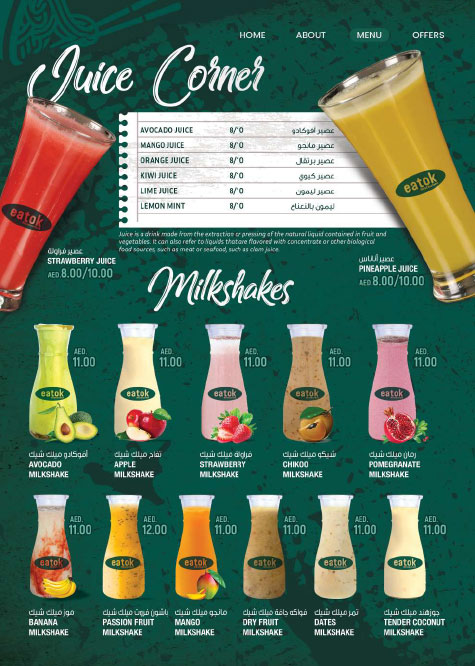 HOME ABOUT MENU OFFERS
Juice Corner
AVOCADO JUICE 8/10 عصير أفوكادو
MANGO JUICE 8/10 عصير مانجو
ORANGE JUICE 8/10 عصير برتقال
KIWI JUICE 8/10 عصير كيوي
LIME JUICE 8/10 عصير ليمون
LEMON MINT 8/10 ليمون بالنعناع
eatok
eatok
Juice is a drink made from the extraction or pressing of the natural liquid contained in fruit and
vegetables. It can also refer to liquids thatare flavored with concentrate or other biological
food sources, such as meat or seafood, such as clam juice.
عصير فراولة
STRAWBERRY JUICE
AED 8.00/10.00
عصير أناناس
PINEAPPLE JUICE
AED 8.00/10.00
Milkshakes
AED. 11.00
AED. 11.00
AED. 11.00
AED. 11.00
AED. 11.00
eatok
eatok
eatok
eatok
eatok
أفوكادو ميلك شيك
AVOCADO
MILKSHAKE
تفاح ميلك شيك
APPLE
MILKSHAKE
فراولة ميلك شيك
STRAWBERRY
MILKSHAKE
شيكو ميلك شيك
CHIKOO
MILKSHAKE
رمان ميلك شيك
POMEGRANATE
MILKSHAKE
AED. 11.00
AED. 12.00
AED. 11.00
AED. 11.00
AED. 11.00
AED. 11.00
eatok
eatok
eatok
eatok
eatok
eatok
موز ميلك شيك
BANANA
MILKSHAKE
باشون فروت ميلك شيك
PASSION FRUIT
MILKSHAKE
مانجو ميلك شيك
MANGO
MILKSHAKE
فواكه جافة ميلك شيك
DRY FRUIT
MILKSHAKE
تمر ميلك شيك
DATES
MILKSHAKE
جوزهند ميلك شيك
TENDER COCONUT
MILKSHAKE